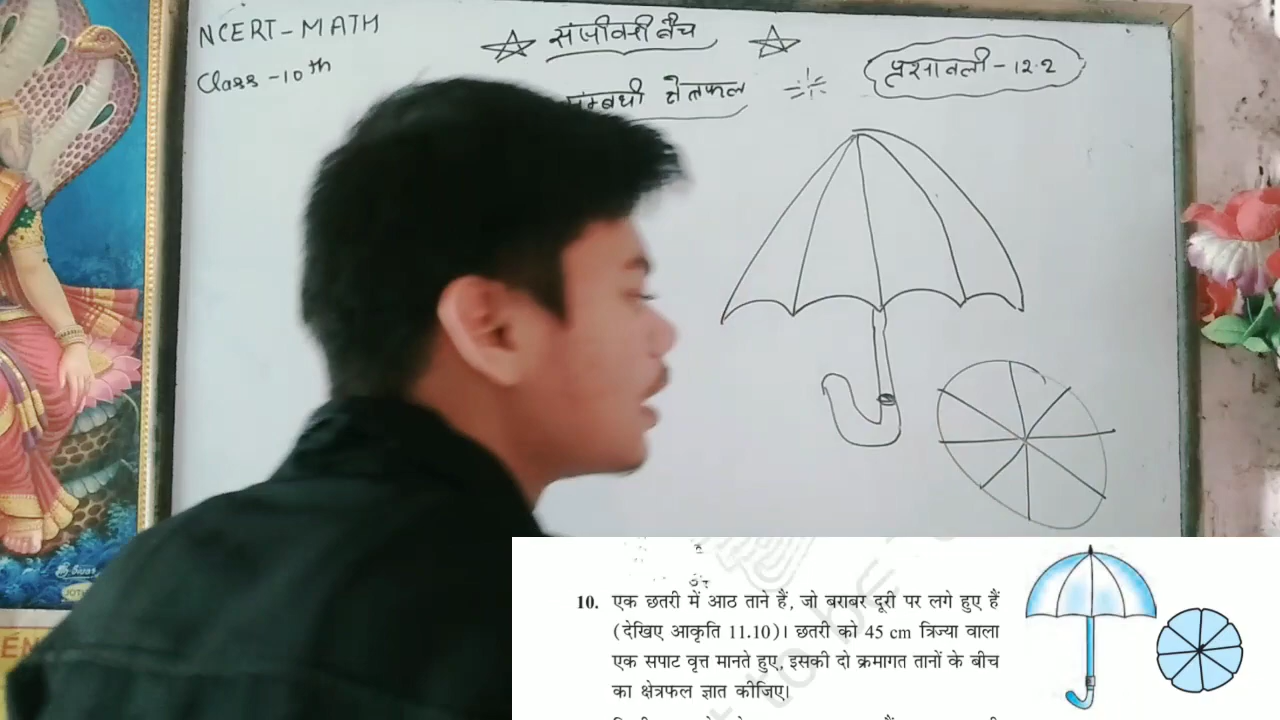 NCERT-MATH
Class-10th
संजीवनी बैच
प्रश्नावली-12.2
संम्बधी क्षेत्रफल
10. एक छतरी में आठ ताने हैं, जो बराबर दूरी पर लगे हुए हैं
(देखिए आकृति 11.10)। छतरी को 45 cm त्रिज्या वाला
एक सपाट वृत्त मानते हुए, इसकी दो क्रमागत तानों के बीच
का क्षेत्रफल ज्ञात कीजिए।